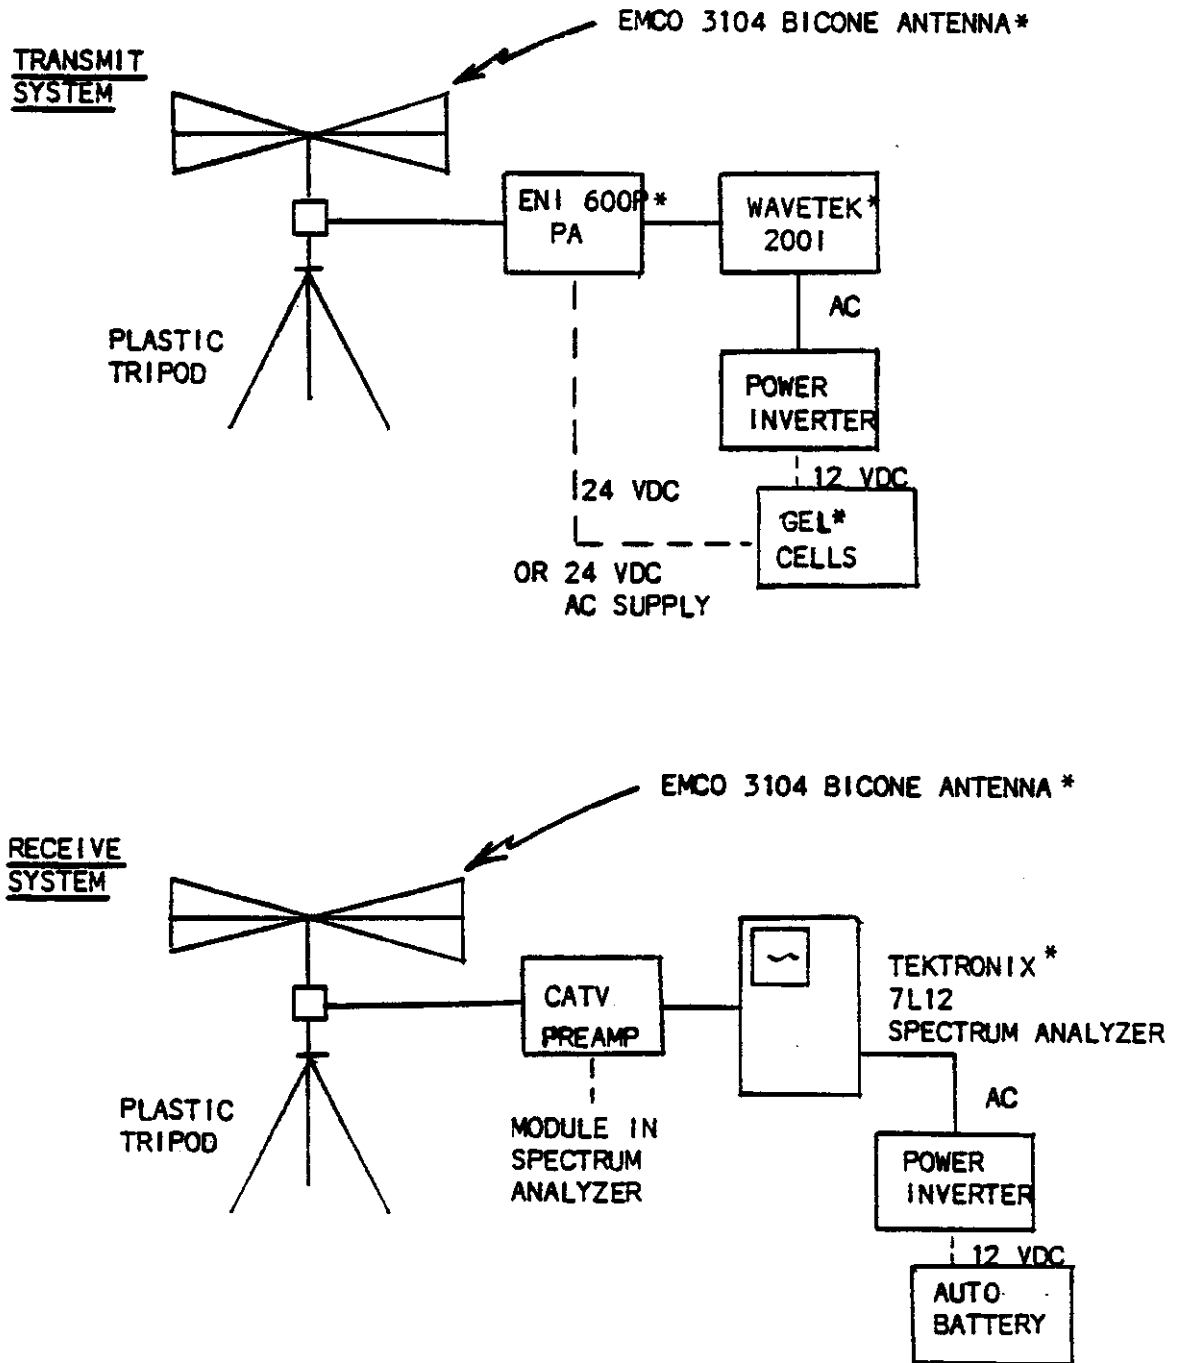 EMCO 3104 BICONE ANTENNA*
TRANSMIT
SYSTEM
ENI 600P*
PA
WAVETEK*
2001
AC
PLASTIC
TRIPOD
POWER
INVERTER
12 VDC
24 VDC
GEL*
CELLS
OR 24 VDC
AC SUPPLY
EMCO 3104 BICONE ANTENNA*
RECEIVE
SYSTEM
CATV
PREAMP
TEKTRONIX*
7L12
SPECTRUM ANALYZER
AC
PLASTIC
TRIPOD
MODULE IN
SPECTRUM
ANALYZER
POWER
INVERTER
12 VDC
AUTO
BATTERY